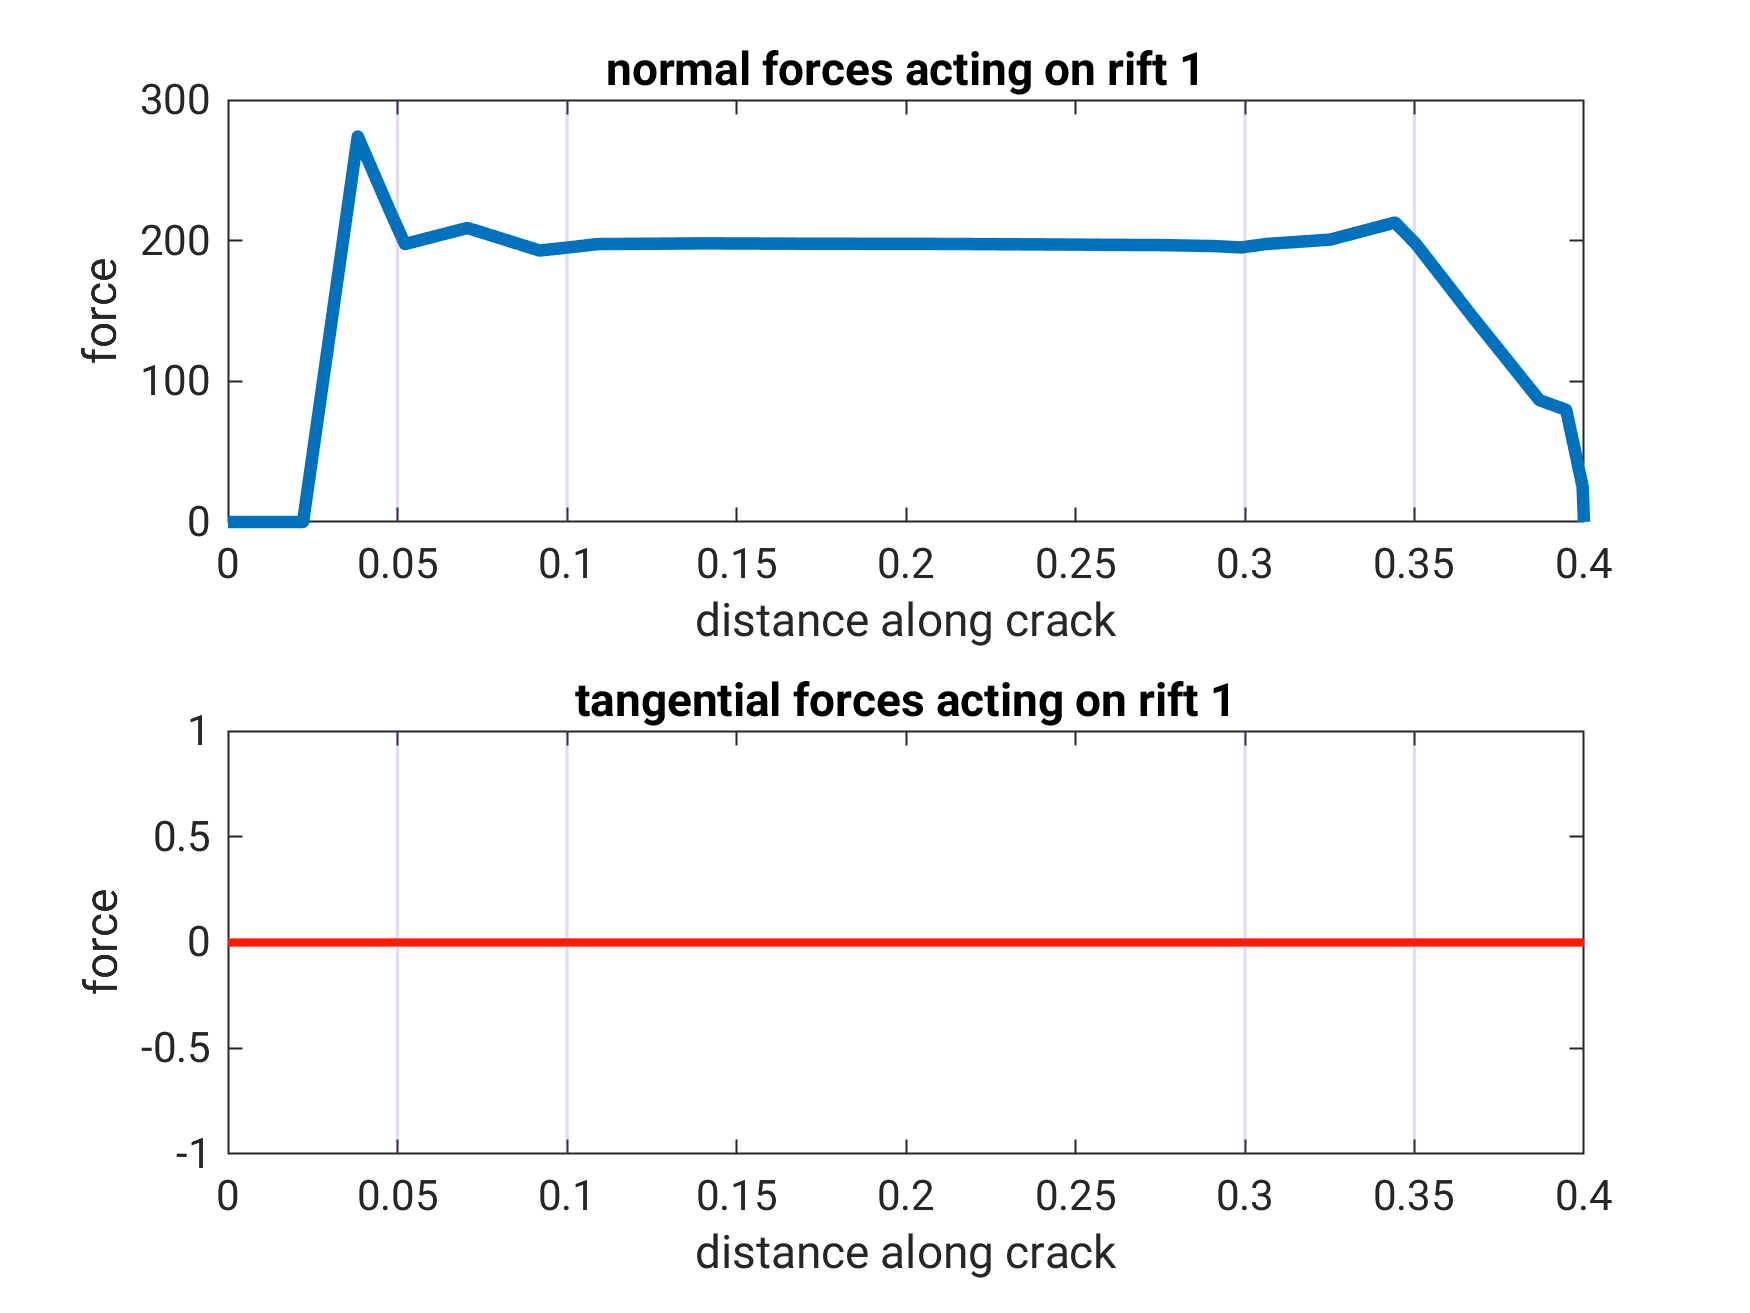 normal forces acting on rift 1
300
200
100
0
force
0 0.05 0.1 0.15 0.2 0.25 0.3 0.35 0.4
distance along crack
tangential forces acting on rift 1
1
0.5
0
-0.5
-1
force
0 0.05 0.1 0.15 0.2 0.25 0.3 0.35 0.4
distance along crack